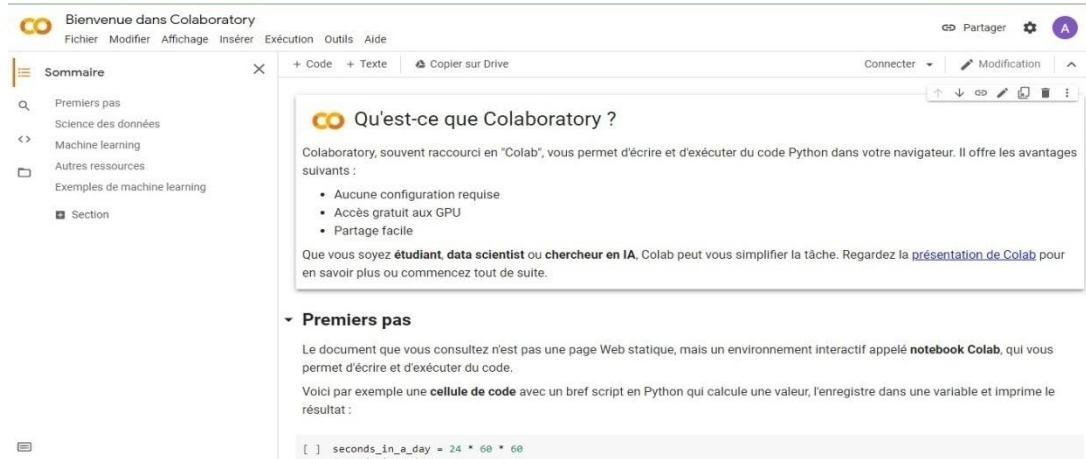 Bienvenue dans Colaboratory
Fichier Modifier Affichage Insérer Exécution Outils Aide
Partager
A
Sommaire
+ Code + Texte Copier sur Drive
Connecter
Modification
Premiers pas
Science des données
Machine learning
Autres ressources
Exemples de machine learning
Section
Qu'est-ce que Colaboratory ?
Colaboratory, souvent raccourci en "Colab", vous permet d'écrire et d'exécuter du code Python dans votre navigateur. Il offre les avantages
suivants :
• Aucune configuration requise
• Accès gratuit aux GPU
• Partage facile
Que vous soyez étudiant, data scientist ou chercheur en IA, Colab peut vous simplifier la tâche. Regardez la présentation de Colab pour
en savoir plus ou commencez tout de suite.
Premiers pas
Le document que vous consultez n'est pas une page Web statique, mais un environnement interactif appelé notebook Colab, qui vous
permet d'écrire et d'exécuter du code.
Voici par exemple une cellule de code avec un bref script en Python qui calcule une valeur, l'enregistre dans une variable et imprime le
résultat :
[ ] seconds_in_a_day = 24 * 60 * 60